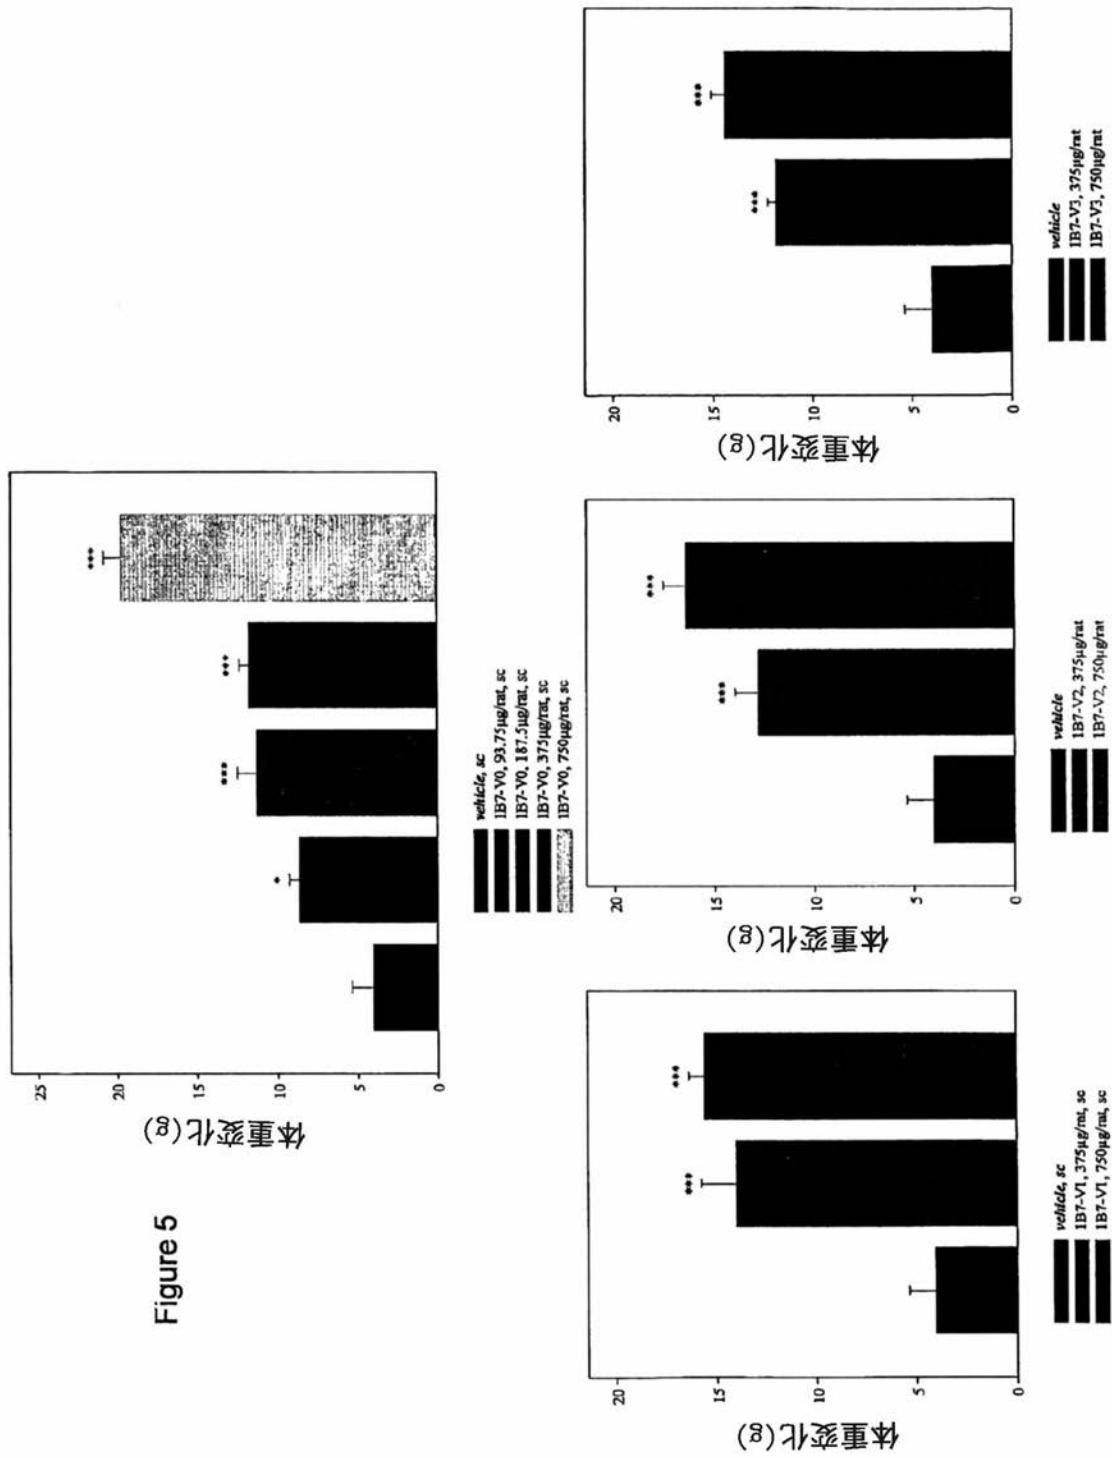 Figure 5
体重変化(g)
25
20
15
10
5
0
*
***
***
***
vehicle, sc
1B7-V0, 93.75μg/rat, sc
1B7-V0, 187.5μg/rat, sc
1B7-V0, 375μg/rat, sc
1B7-V0, 750μg/rat, sc
体重変化(g)
20
15
10
5
0
***
***
vehicle, sc
1B7-V1, 375μg/rat, sc
1B7-V1, 750μg/rat, sc
体重変化(g)
20
15
10
5
0
***
***
vehicle
1B7-V2, 375μg/rat
1B7-V2, 750μg/rat
体重変化(g)
20
15
10
5
0
***
***
vehicle
1B7-V3, 375μg/rat
1B7-V3, 750μg/rat